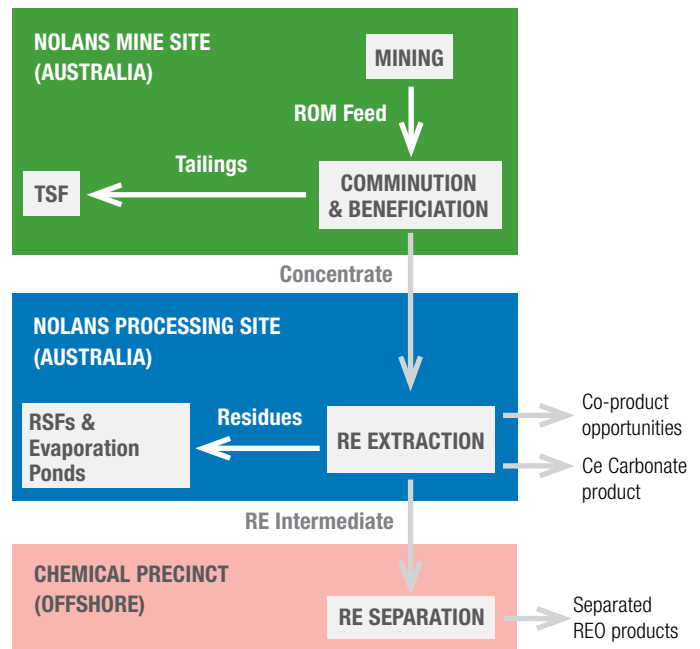 NOLANS MINE SITE
(AUSTRALIA)
MINING
ROM Feed
Tailings
TSF
COMMINUTION
& BENEFICIATION
Concentrate
NOLANS PROCESSING SITE
(AUSTRALIA)
RSFs &
Evaporation
Ponds
Residues
RE EXTRACTION
Co-product
opportunities
Ce Carbonate
product
RE Intermediate
CHEMICAL PRECINCT
(OFFSHORE)
RE SEPARATION
Separated
REO products